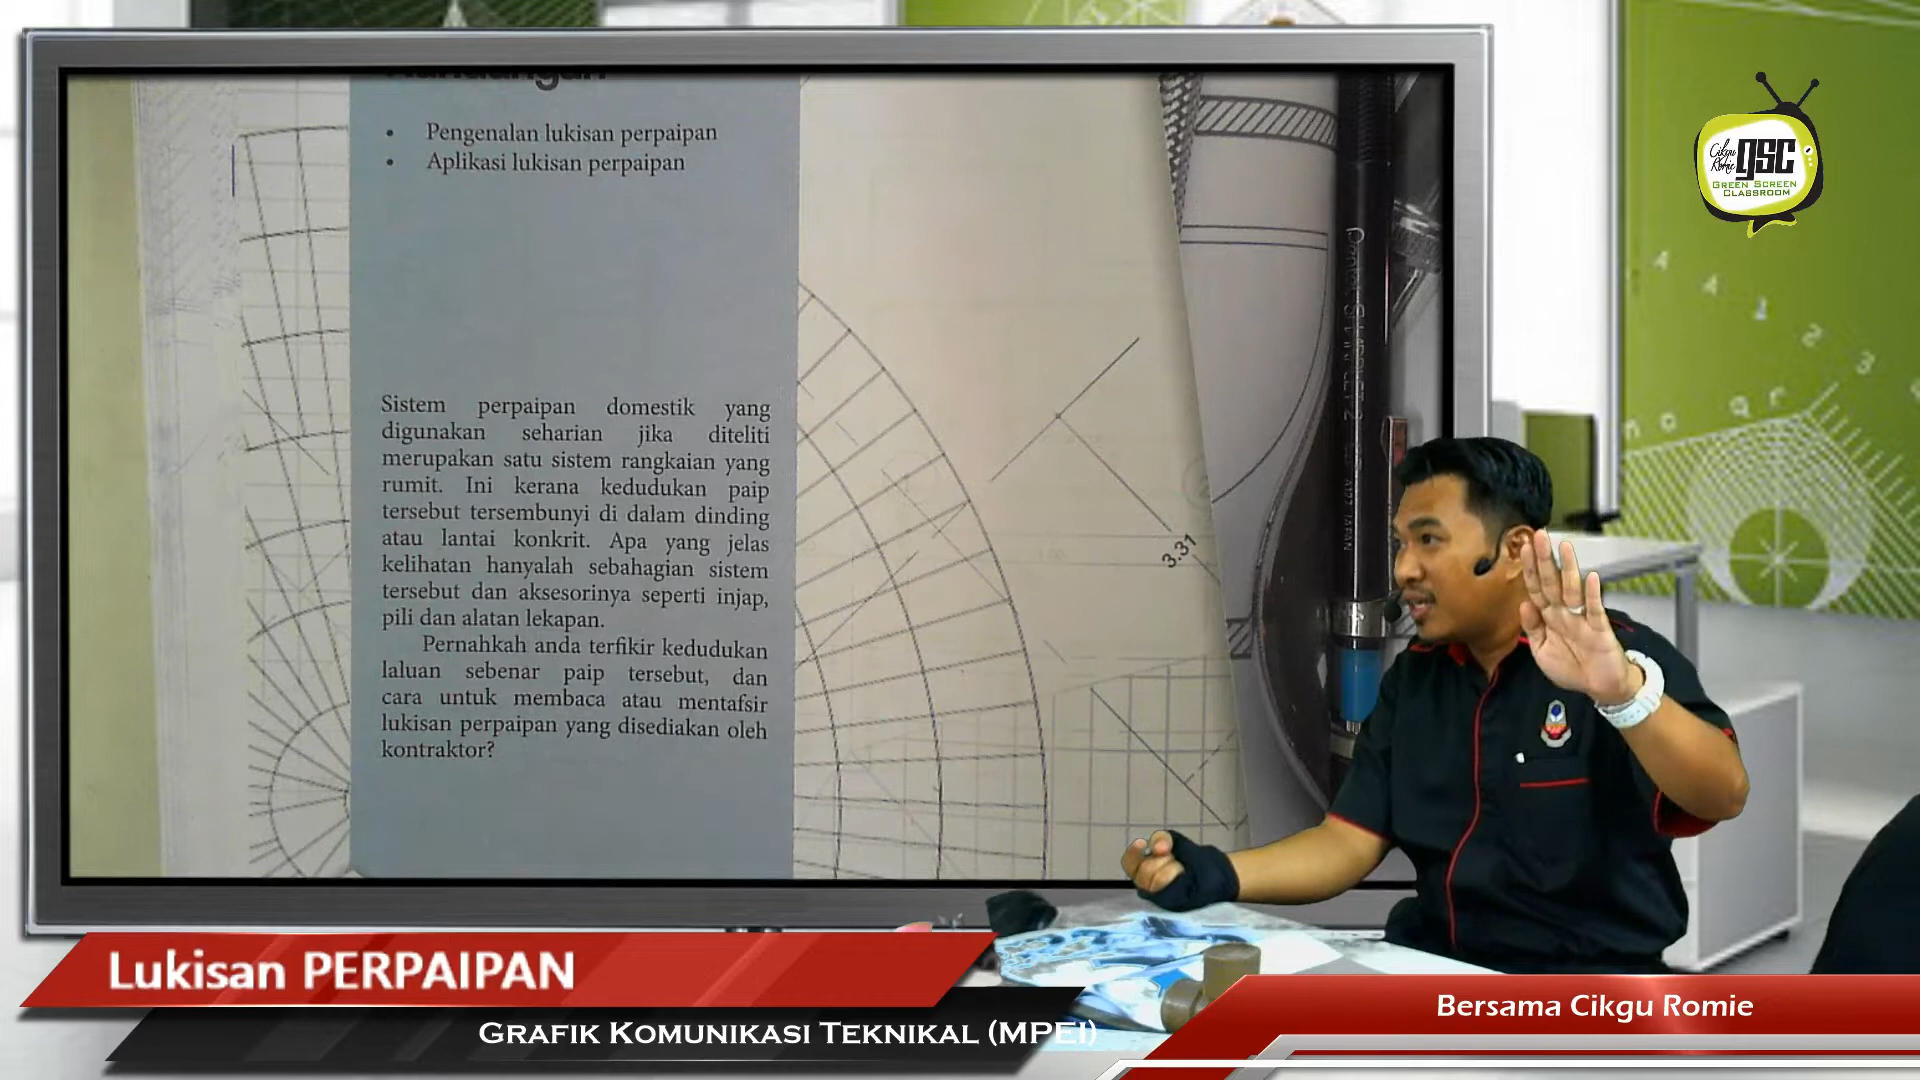 Kandungan
• Pengenalan lukisan perpaipan
• Aplikasi lukisan perpaipan
Sistem perpaipan domestik yang
digunakan seharian jika diteliti
merupakan satu sistem rangkaian yang
rumit. Ini kerana kedudukan paip
tersebut tersembunyi di dalam dinding
atau lantai konkrit. Apa yang jelas
kelihatan hanyalah sebahagian sistem
tersebut dan aksesorinya seperti injap,
pili dan alatan lekapan.
Pernahkah anda terfikir kedudukan
laluan sebenar paip tersebut, dan
cara untuk membaca atau mentafsir
lukisan perpaipan yang disediakan oleh
kontraktor?
3.31
Cikgu Romie GSC
Green Screen
Classroom
Lukisan PERPAIPAN
Grafik Komunikasi Teknikal (MPEI)
Bersama Cikgu Romie